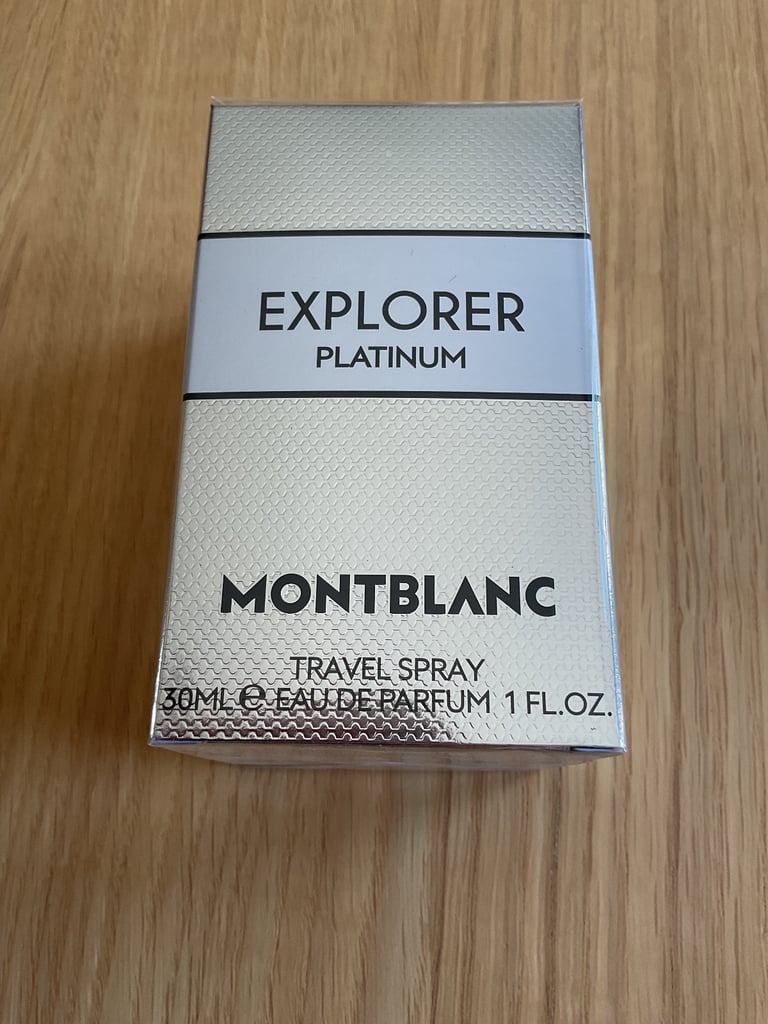 EXPLORER
PLATINUM
MONTBLANC
TRAVEL SPRAY
30ML ℮ EAU DE PARFUM 1 FL.OZ.